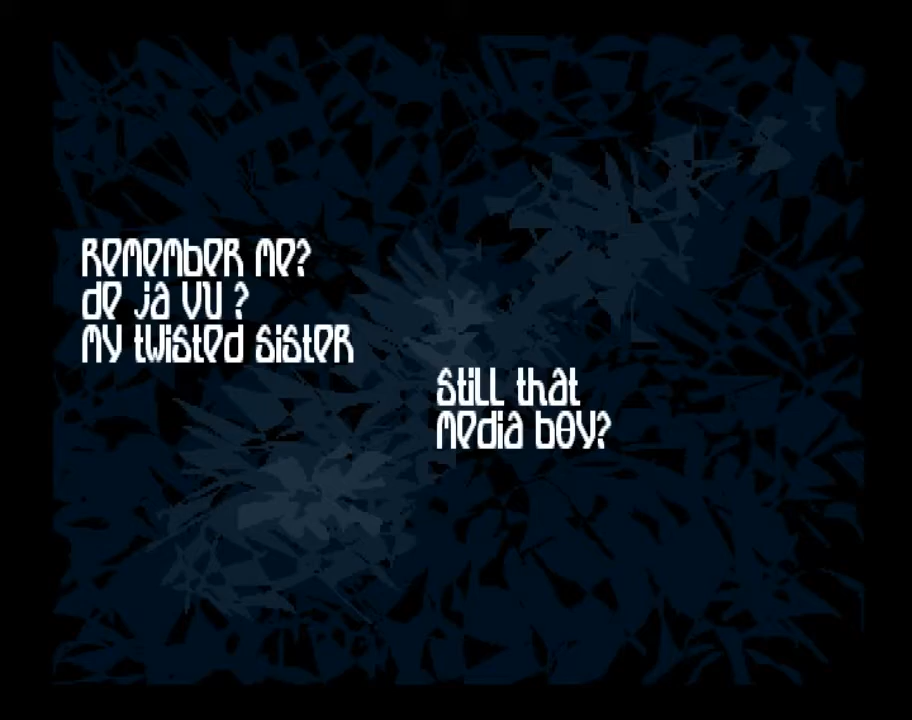 REMEMBER ME?
de ja VU ?
MY twisted sisteR
still that
Media boy?